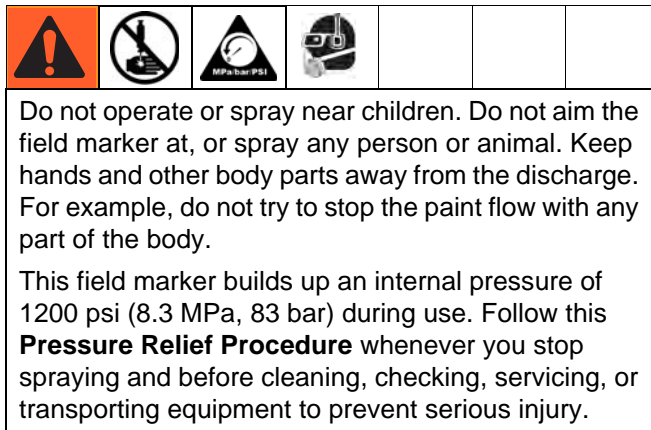 MPa/bar/PSI
Do not operate or spray near children. Do not aim the
field marker at, or spray any person or animal. Keep
hands and other body parts away from the discharge.
For example, do not try to stop the paint flow with any
part of the body.
This field marker builds up an internal pressure of
1200 psi (8.3 MPa, 83 bar) during use. Follow this
Pressure Relief Procedure whenever you stop
spraying and before cleaning, checking, servicing, or
transporting equipment to prevent serious injury.